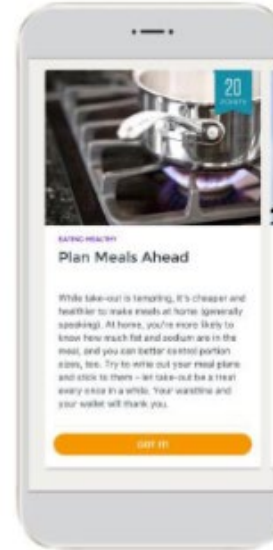 20
POINTS
EATING HEALTHY
Plan Meals Ahead
While take-out is tempting, it's cheaper and
healthier to make meals at home (generally
speaking). At home, you're more likely to
know how much fat and sodium are in the
meal, and you can better control portion
sizes, too. Try to write out your meal plans
and stick to them – let take-out be a treat
every once in a while. Your waistline and
your wallet will thank you.
GOT IT!